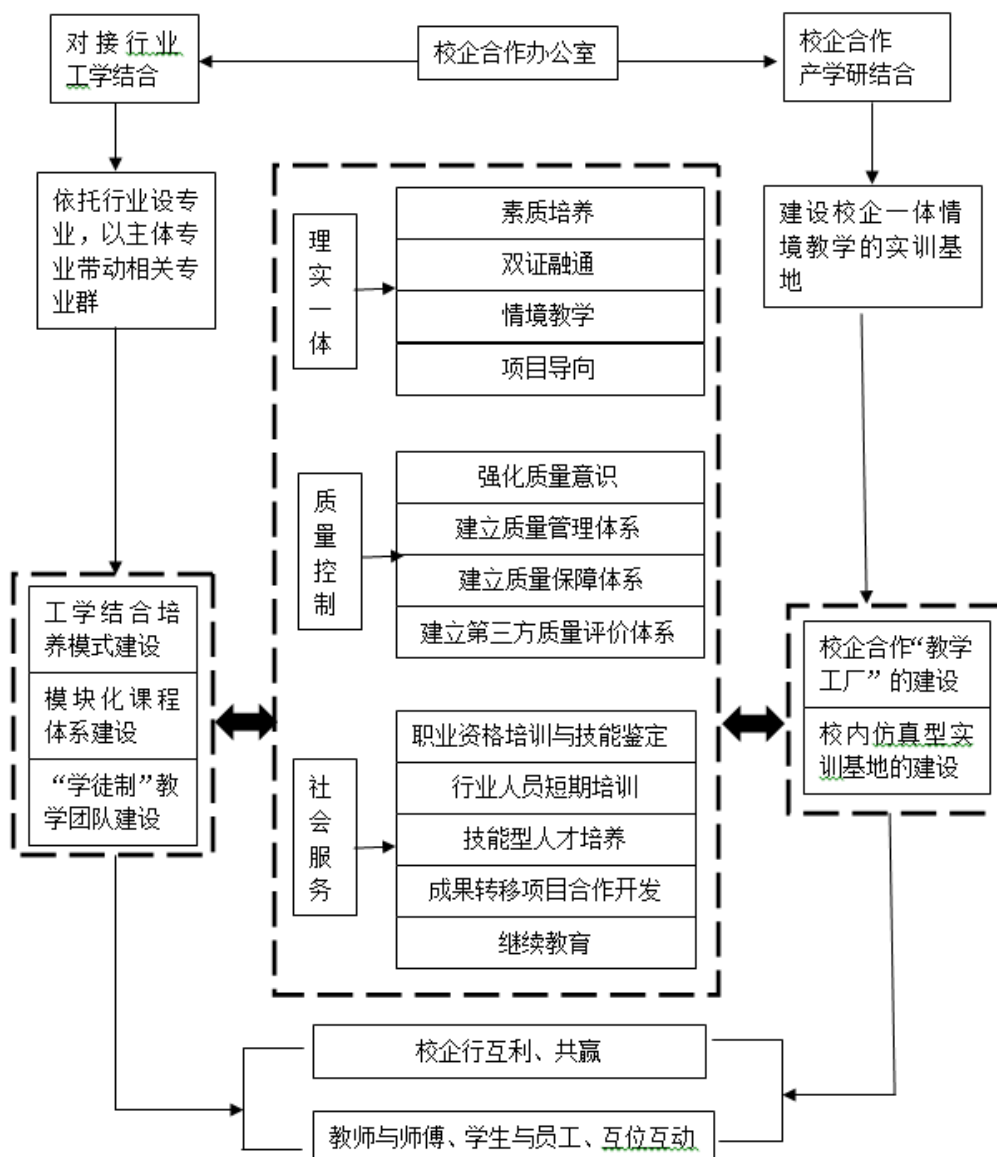 对接行业
工学结合
校企合作办公室
校企合作
产学研结合
依托行业设专
业，以主体专
业带动相关专
业群
建设校企一体情
境教学的实训基
地
理
实
一
体
素质培养
双证融通
情境教学
项目导向
质
量
控
制
强化质量意识
建立质量管理体系
建立质量保障体系
建立第三方质量评价体系
工学结合培
养模式建设
模块化课程
体系建设
“学徒制”教
学团队建设
社
会
服
务
职业资格培训与技能鉴定
行业人员短期培训
技能型人才培养
成果转移项目合作开发
继续教育
校企合作“教学
工厂”的建设
校内仿真型实
训基地的建设
校企行互利、共赢
教师与师傅、学生与员工、互位互动